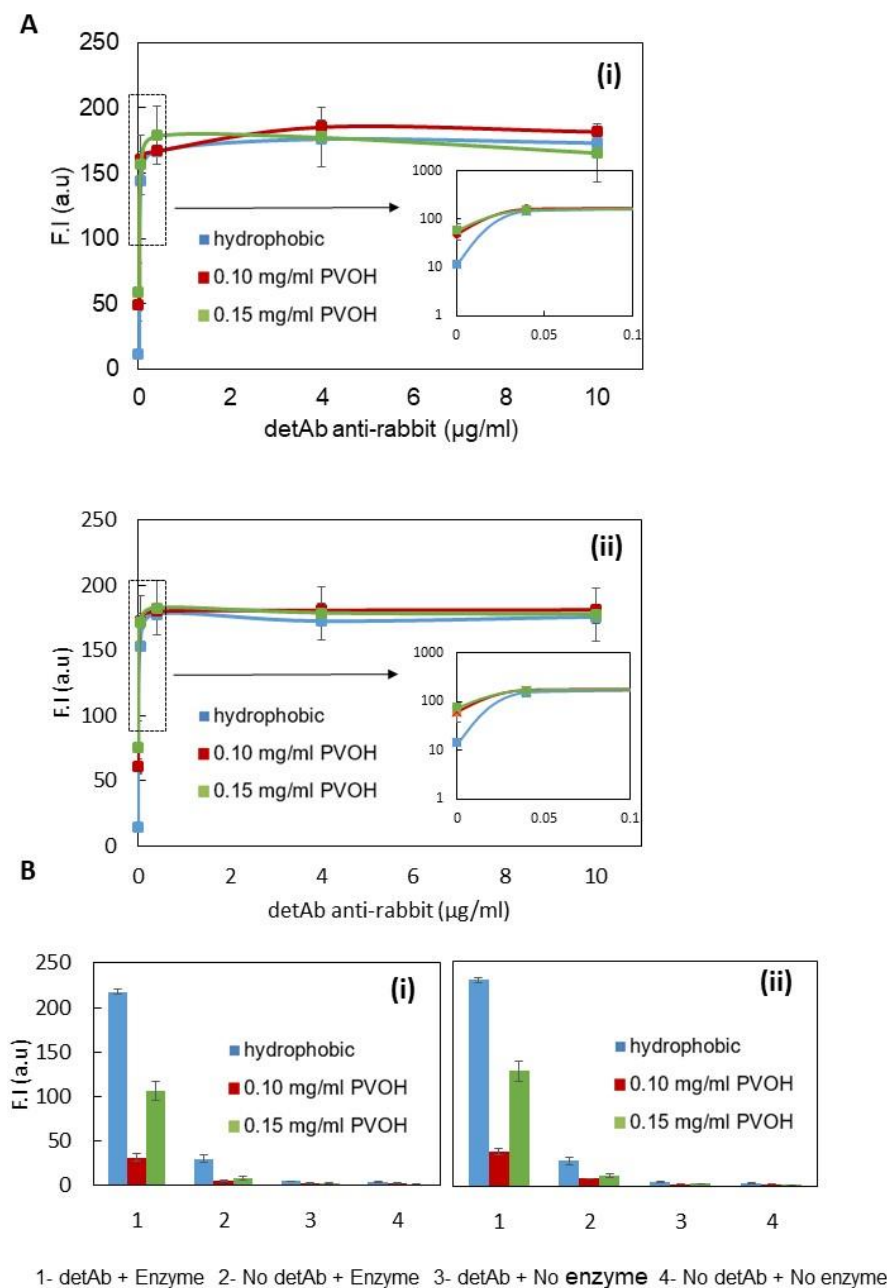 A
250
200
150
100
50
0
F.I (a.u)
(i)
hydrophobic
0.10 mg/ml PVOH
0.15 mg/ml PVOH
1000
100
10
1
0 0.05 0.1
0 2 4 6 8 10
detAb anti-rabbit (µg/ml)
250
200
150
100
50
0
F.I (a.u)
(ii)
hydrophobic
0.10 mg/ml PVOH
0.15 mg/ml PVOH
1000
100
10
1
0 0.05 0.1
0 2 4 6 8 10
detAb anti-rabbit (µg/ml)
B
250
200
150
100
50
0
F.I (a.u)
(i)
hydrophobic
0.10 mg/ml PVOH
0.15 mg/ml PVOH
1 2 3 4
(ii)
hydrophobic
0.10 mg/ml PVOH
0.15 mg/ml PVOH
1 2 3 4
1- detAb + Enzyme 2- No detAb + Enzyme 3- detAb + No enzyme 4- No detAb + No enzyme